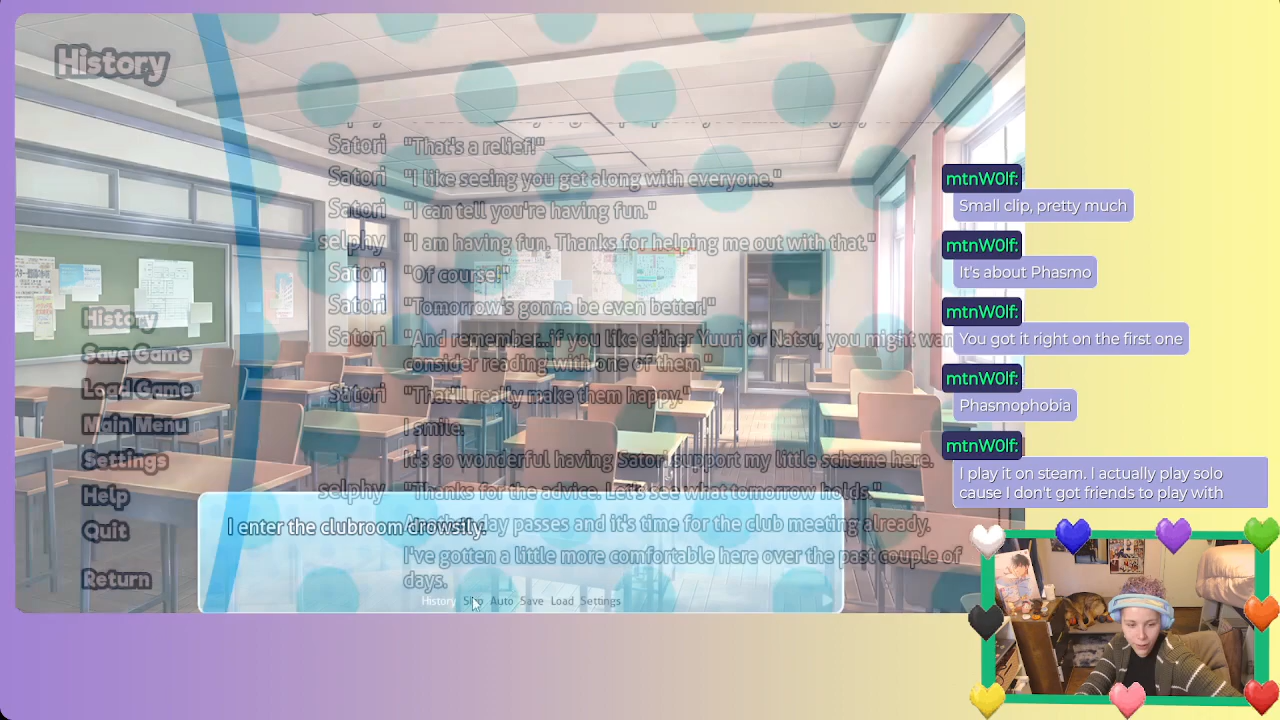 History
Satori "That's a relief!"
Satori "I like seeing you get along with everyone."
Satori "I can tell you're having fun."
selphy "I am having fun. Thanks for helping me out with that."
Satori "Of course!"
Satori "Tomorrow's gonna be even better!"
Satori "And remember...if you like either Yuuri or Natsu, you might wan
consider reading with one of them."
Satori "That'll really make them happy."
I smile.
It's so wonderful having Satori support my little scheme here.
selphy "Thanks for the advice. Let's see what tomorrow holds."
Another day passes and it's time for the club meeting already.
I've gotten a little more comfortable here over the past couple of
days.
History
Save Game
Load Game
Main Menu
Settings
Help
Quit
Return
I enter the clubroom drowsily.
History Skip Auto Save Load Settings
mtnW0lf:
Small clip, pretty much
mtnW0lf:
It's about Phasmo
mtnW0lf:
You got it right on the first one
mtnW0lf:
Phasmophobia
mtnW0lf:
I play it on steam. I actually play solo
cause I don't got friends to play with